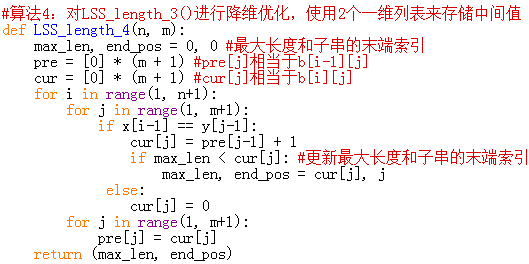 #算法4：对LSS_length_3()进行降维优化，使用2个一维列表来存储中间值
def LSS_length_4(n, m):
    max_len, end_pos = 0, 0 #最大长度和子串的末端索引
    pre = [0] * (m + 1) #pre[j]相当于b[i-1][j]
    cur = [0] * (m + 1) #cur[j]相当于b[i][j]
    for i in range(1, n+1):
        for j in range(1, m+1):
            if x[i-1] == y[j-1]:
                cur[j] = pre[j-1] + 1
                if max_len < cur[j]: #更新最大长度和子串的末端索引
                    max_len, end_pos = cur[j], j
            else:
                cur[j] = 0
        for j in range(1, m+1):
            pre[j] = cur[j]
    return (max_len, end_pos)